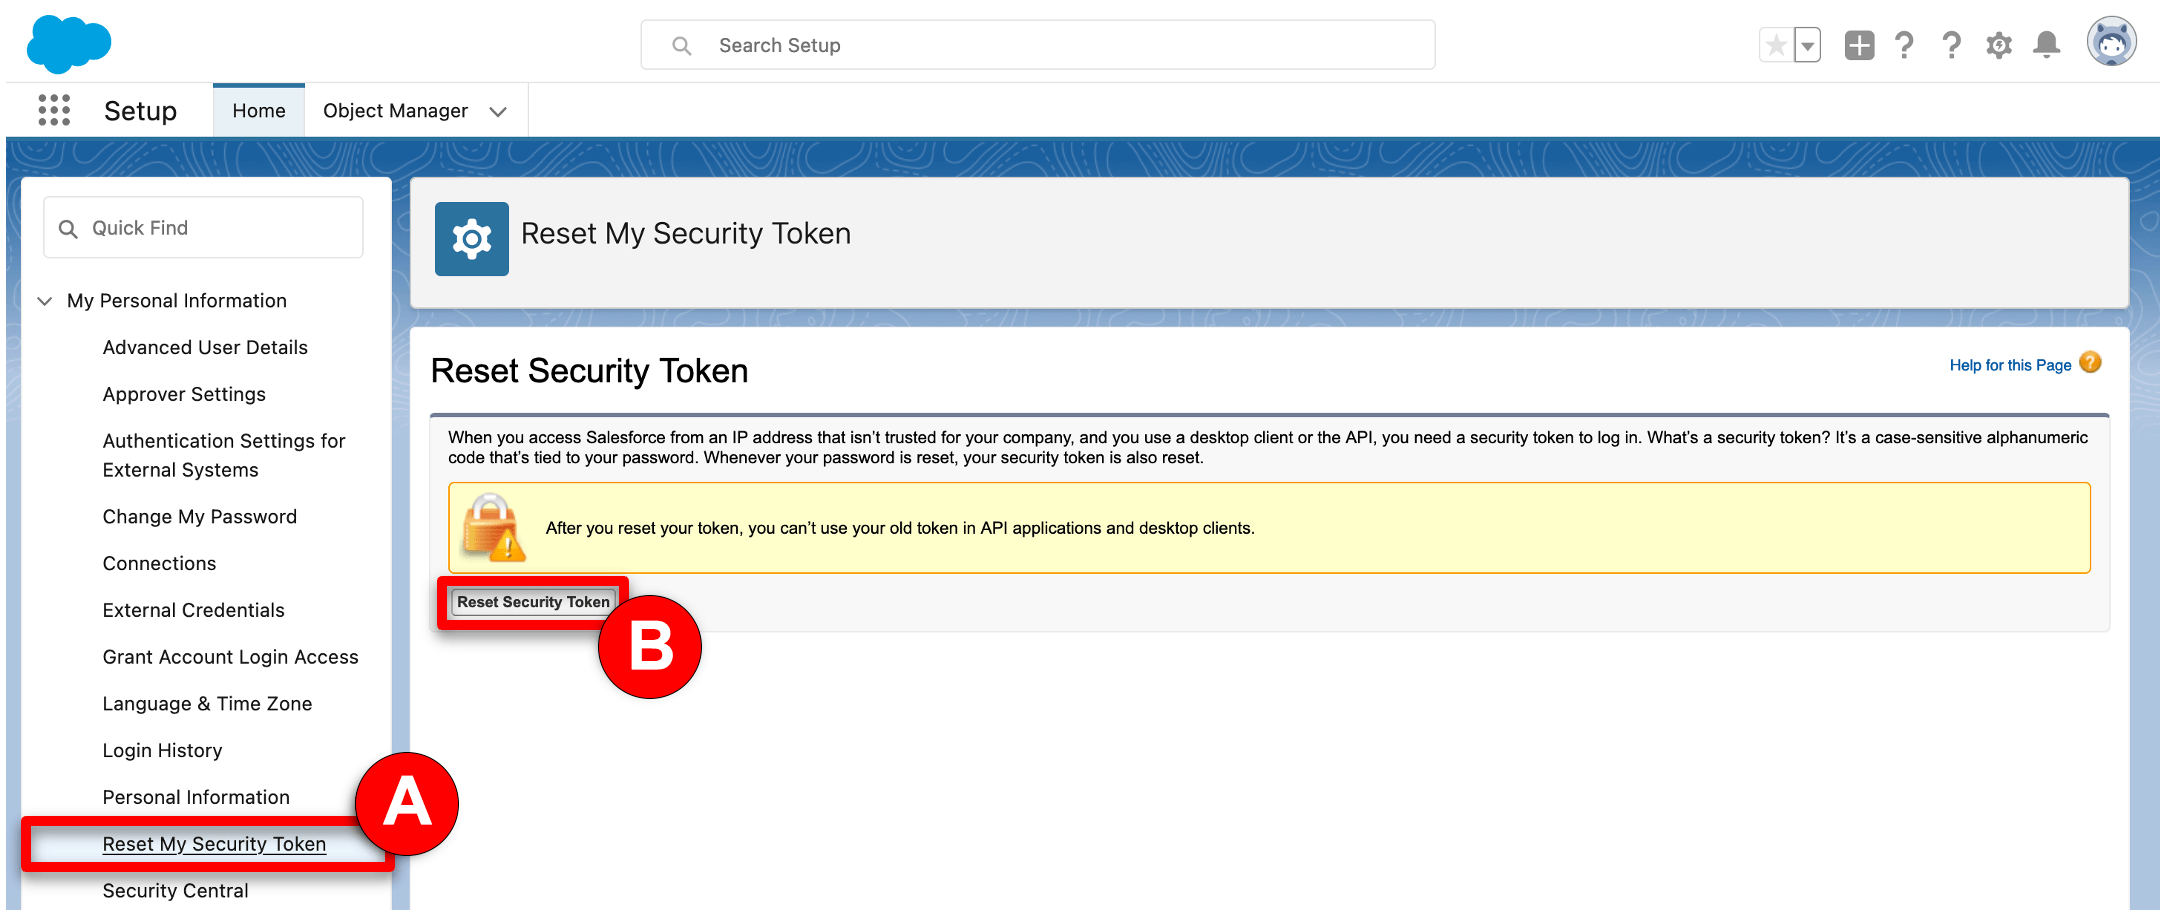 Search Setup
Setup
Home
Object Manager
Quick Find
My Personal Information
Advanced User Details
Approver Settings
Authentication Settings for
External Systems
Change My Password
Connections
External Credentials
Grant Account Login Access
Language & Time Zone
Login History
Personal Information
Reset My Security Token
Security Central
A
Reset My Security Token
Reset Security Token
Help for this Page ?
When you access Salesforce from an IP address that isn't trusted for your company, and you use a desktop client or the API, you need a security token to log in. What's a security token? It's a case-sensitive alphanumeric
code that's tied to your password. Whenever your password is reset, your security token is also reset.
After you reset your token, you can't use your old token in API applications and desktop clients.
Reset Security Token
B